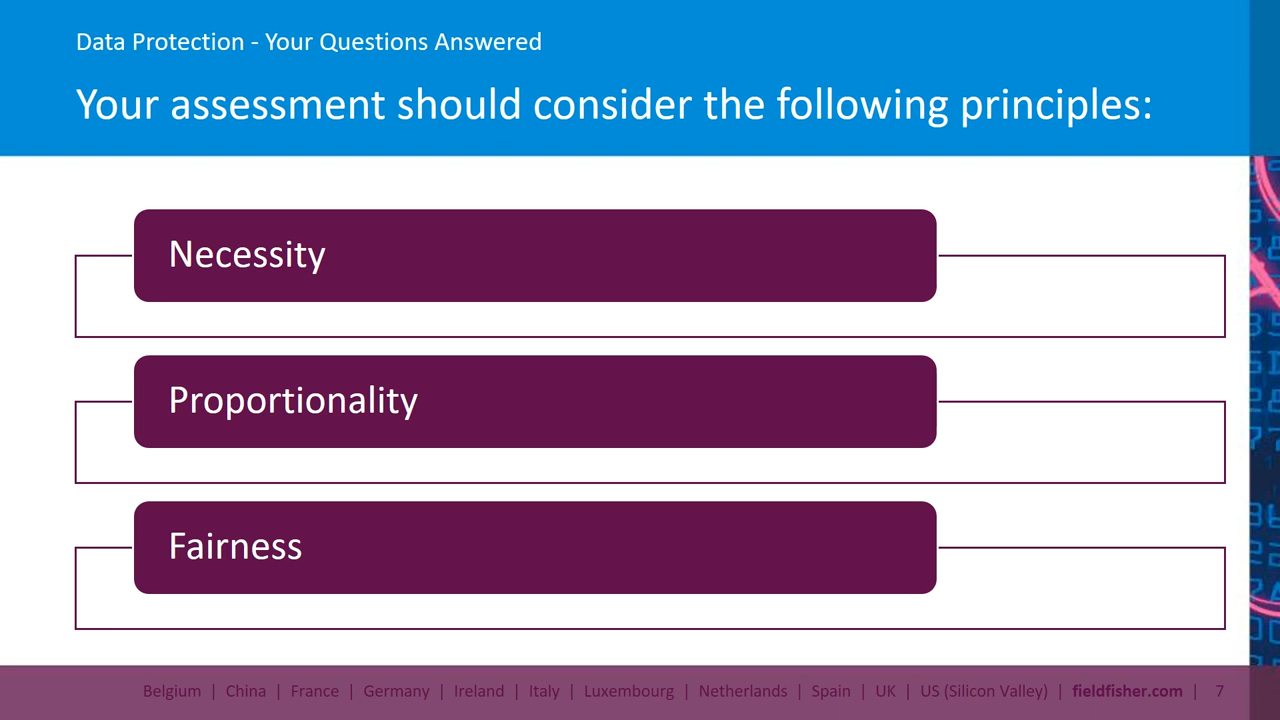 Data Protection - Your Questions Answered
Your assessment should consider the following principles:
Necessity
Proportionality
Fairness
Belgium | China | France | Germany | Ireland | Italy | Luxembourg | Netherlands | Spain | UK | US (Silicon Valley) | fieldfisher.com | 7